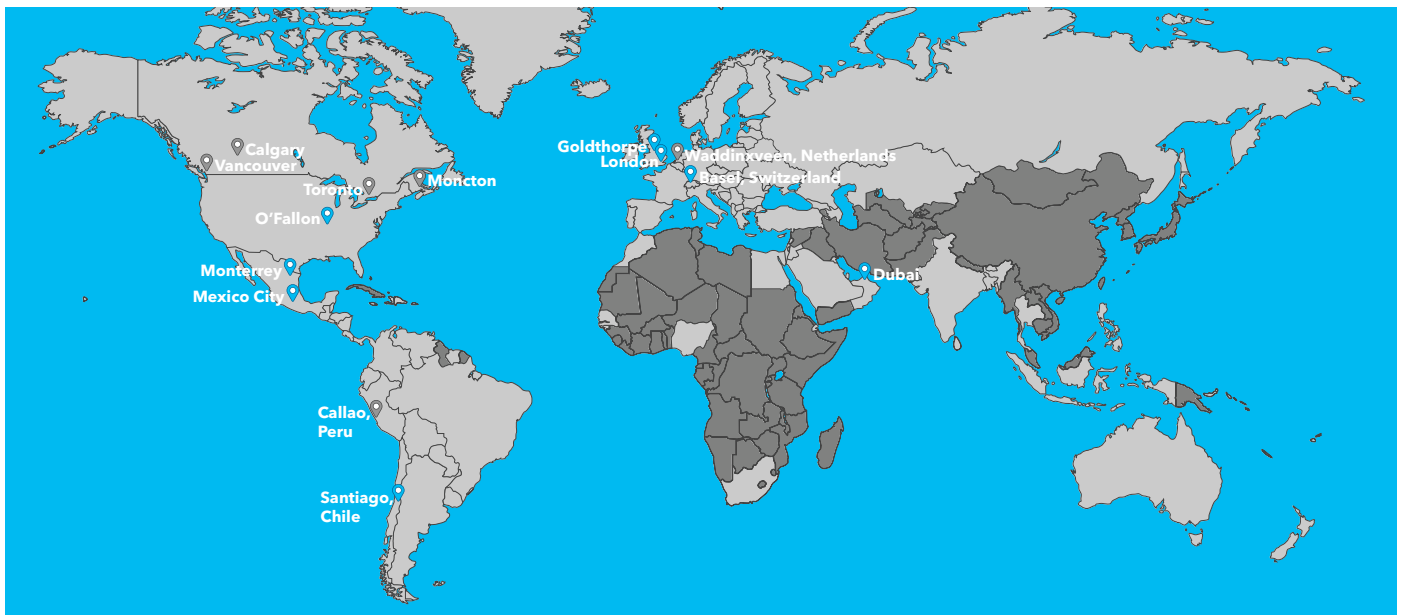 Calgary
Vancouver
Toronto
Moncton
O'Fallon
Monterrey
Mexico City
Callao,
Peru
Santiago,
Chile
Goldthorpe
London
Waddinxveen, Netherlands
Basel, Switzerland
Dubai